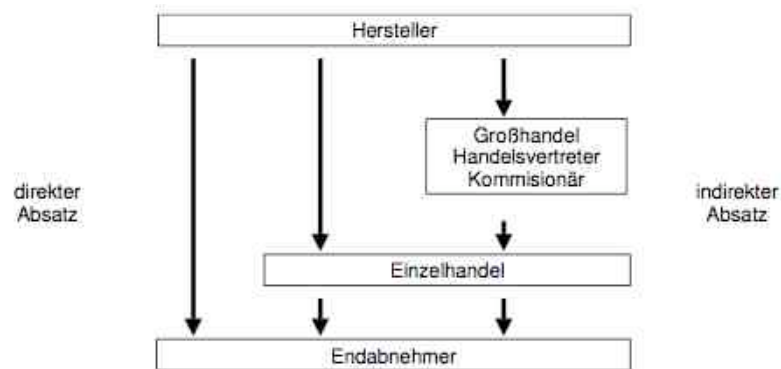 Hersteller
Großhandel
Handelsvertreter
Kommisionär
direkter
Absatz
indirekter
Absatz
Einzelhandel
Endabnehmer